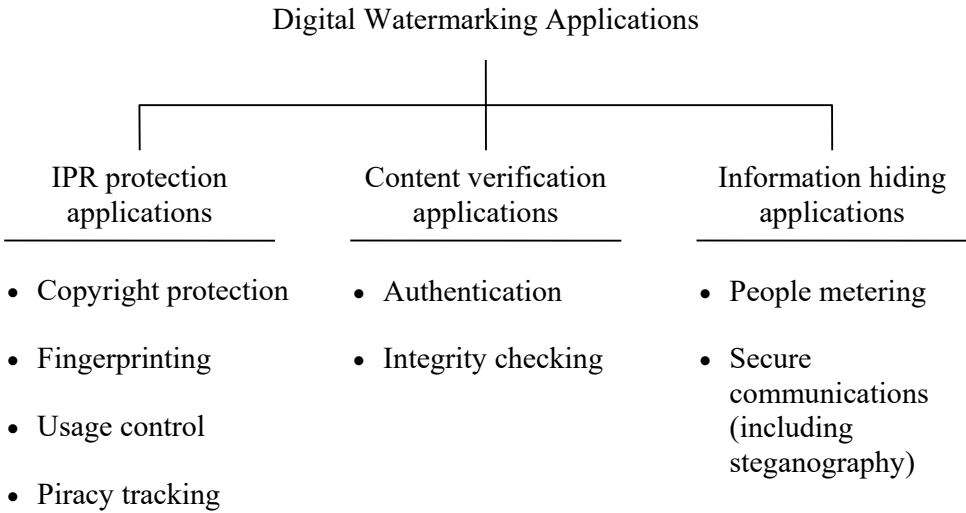 Digital Watermarking Applications
IPR protection
applications
• Copyright protection
• Fingerprinting
• Usage control
• Piracy tracking
Content verification
applications
• Authentication
• Integrity checking
Information hiding
applications
• People metering
• Secure
communications
(including
steganography)